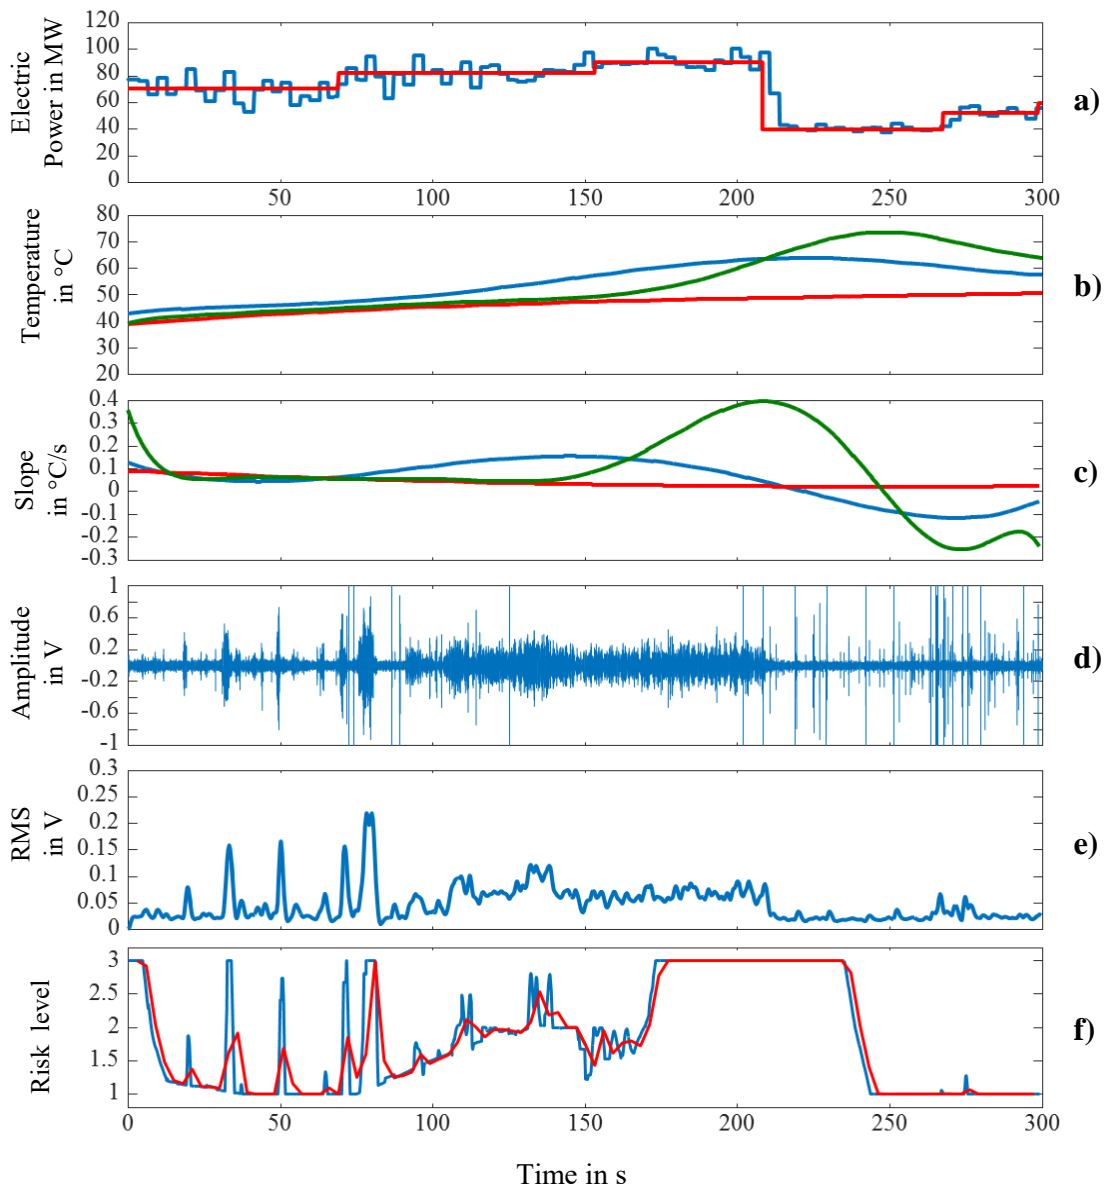 120
100
80
60
40
20
0
Electric
Power in MW
a)
50
100
150
200
250
300
80
70
60
50
40
30
20
Temperature
in °C
b)
0.4
0.3
0.2
0.1
0
-0.1
-0.2
-0.3
Slope
in °C/s
c)
1
0.6
0.2
-0.2
-0.6
-1
Amplitude
in V
d)
0.3
0.25
0.2
0.15
0.1
0.05
0
RMS
in V
e)
3
2.5
2
1.5
1
Risk level
f)
0
50
100
150
200
250
300
Time in s